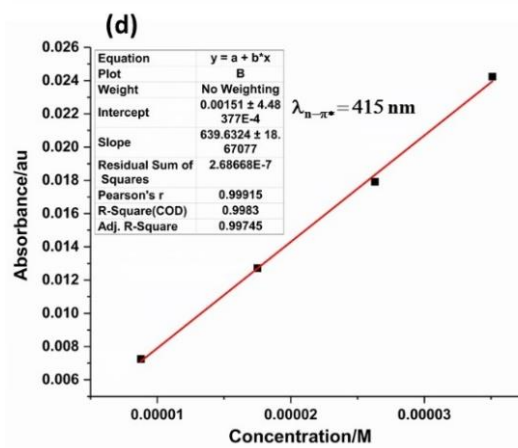 (d)
0.026
0.024
0.022
0.020
0.018
0.016
0.014
0.012
0.010
0.008
0.006
Absorbance/au
Equation y = a + b*x
Plot B
Weight No Weighting
Intercept 0.00151 ± 4.48
377E-4
Slope 639.6324 ± 18.
67077
Residual Sum of
Squares 2.68668E-7
Pearson's r 0.99915
R-Square(COD) 0.9983
Adj. R-Square 0.99745
λn−π* = 415 nm
0.00001 0.00002 0.00003
Concentration/M